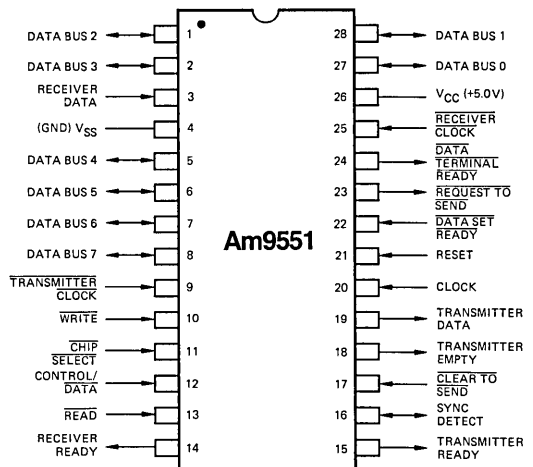 DATA BUS 2 1 28 DATA BUS 1
DATA BUS 3 2 27 DATA BUS 0
RECEIVER
DATA 3 26 VCC (+5.0V)
(GND) VSS 4 25 RECEIVER
CLOCK
DATA BUS 4 5 24 DATA
TERMINAL
READY
DATA BUS 5 6 23 REQUEST TO
SEND
DATA BUS 6 7 22 DATA SET
READY
Am9551
DATA BUS 7 8 21 RESET
TRANSMITTER
CLOCK 9 20 CLOCK
WRITE 10 19 TRANSMITTER
DATA
CHIP
SELECT 11 18 TRANSMITTER
EMPTY
CONTROL/
DATA 12 17 CLEAR TO
SEND
READ 13 16 SYNC
DETECT
RECEIVER
READY 14 15 TRANSMITTER
READY